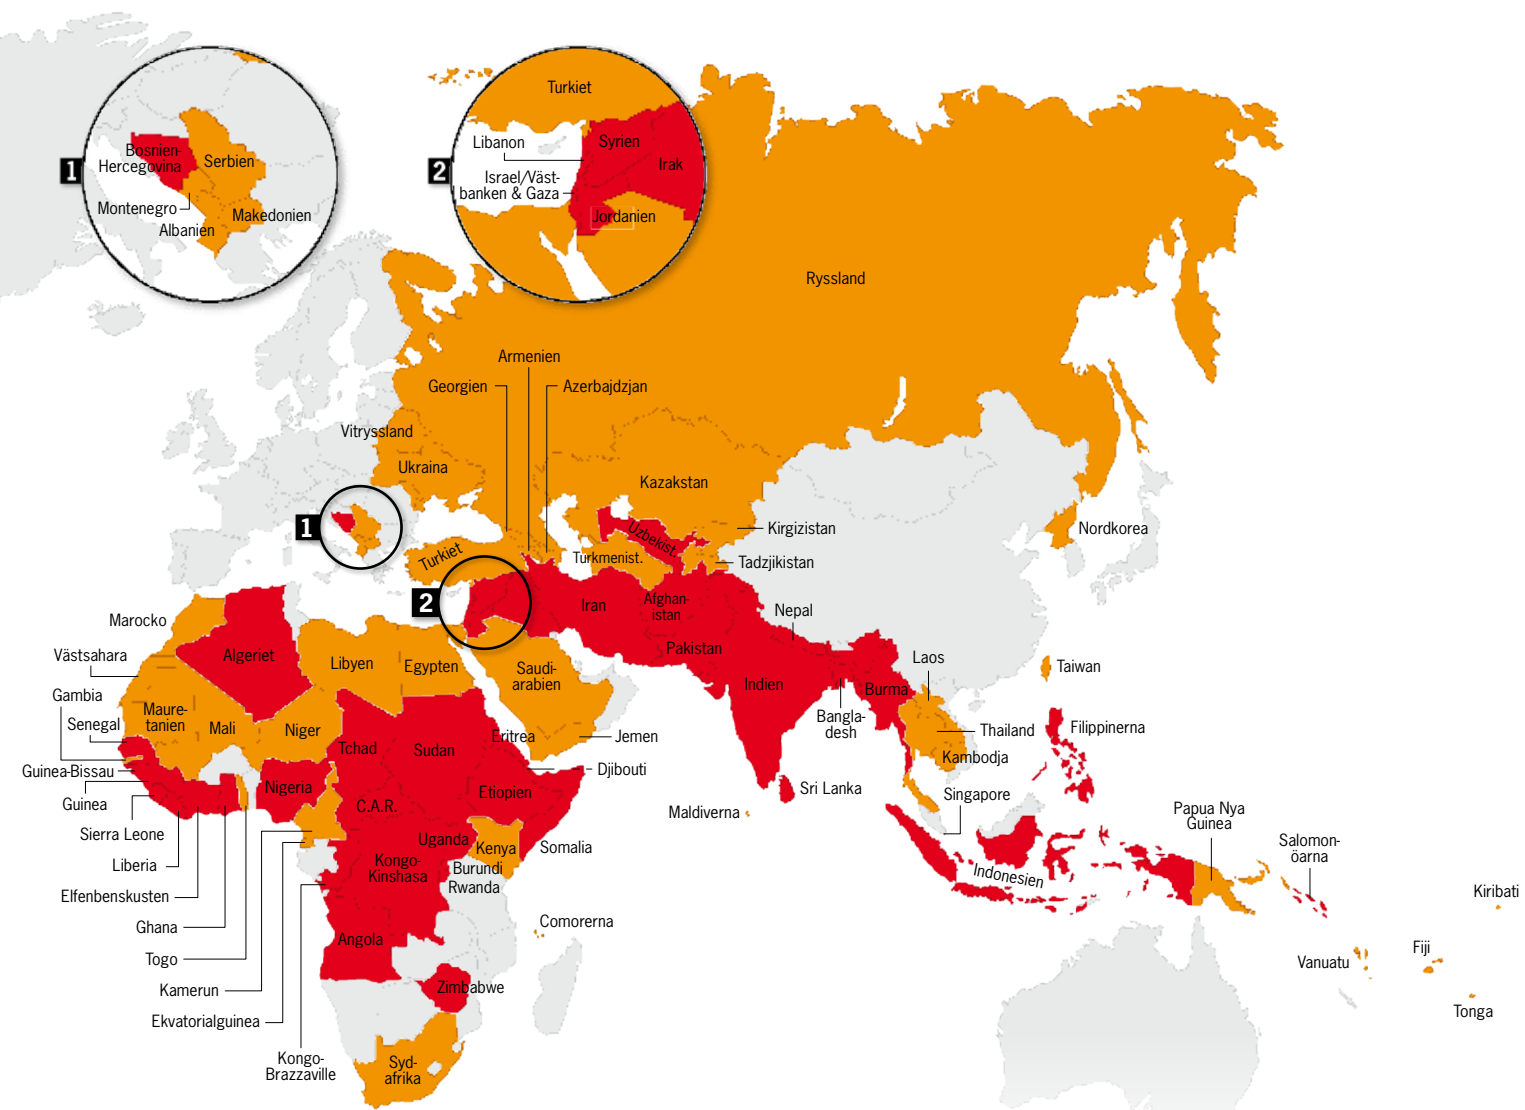 1
Bosnien-
Hercegovina
Serbien
Montenegro
Albanien
Makedonien
2
Turkiet
Libanon
Syrien
Irak
Israel/Väst-
banken & Gaza
Jordanien
Ryssland
Armenien
Georgien
Azerbajdzjan
Vitryssland
Ukraina
Kazakstan
1
Kirgizistan
Nordkorea
Uzbekist.
Turkiet
Turkmenist.
Tadzjikistan
2
Iran
Afghan-
istan
Nepal
Marocko
Pakistan
Västsahara
Algeriet
Libyen
Egypten
Saudi-
arabien
Laos
Taiwan
Indien
Burma
Gambia
Senegal
Maure-
tanien
Mali
Niger
Tchad
Sudan
Eritrea
Jemen
Bangla-
desh
Thailand
Filippinerna
Kambodja
Guinea-Bissau
Djibouti
Nigeria
Etiopien
Sri Lanka
Singapore
Guinea
C.A.R.
Maldiverna
Papua Nya
Guinea
Sierra Leone
Uganda
Kenya
Somalia
Salomon-
öarna
Liberia
Kongo-
Kinshasa
Burundi
Rwanda
Indonesien
Kiribati
Elfenbenskusten
Ghana
Comorerna
Angola
Togo
Fiji
Vanuatu
Kamerun
Zimbabwe
Tonga
Ekvatorialguinea
Kongo-
Brazzaville
Syd-
afrika